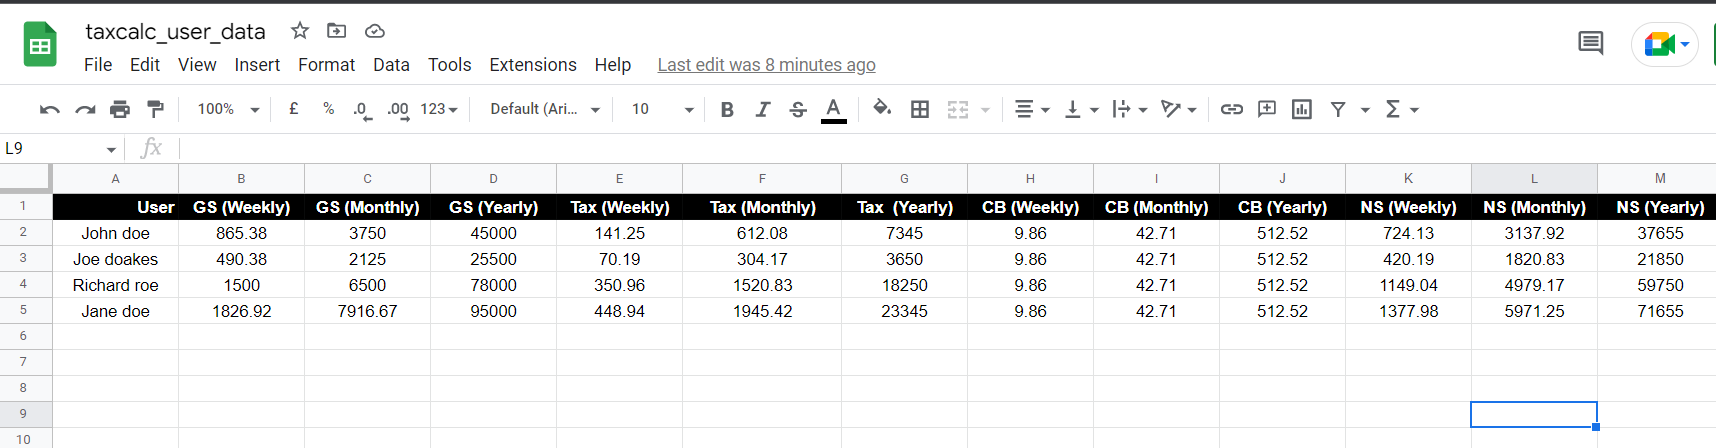 taxcalc_user_data
File Edit View Insert Format Data Tools Extensions Help Last edit was 8 minutes ago
100% £ % .0 .00 123 Default (Ari... 10 B I S A
L9 fx
A B C D E F G H I J K L M
1 User GS (Weekly) GS (Monthly) GS (Yearly) Tax (Weekly) Tax (Monthly) Tax (Yearly) CB (Weekly) CB (Monthly) CB (Yearly) NS (Weekly) NS (Monthly) NS (Yearly)
2 John doe 865.38 3750 45000 141.25 612.08 7345 9.86 42.71 512.52 724.13 3137.92 37655
3 Joe doakes 490.38 2125 25500 70.19 304.17 3650 9.86 42.71 512.52 420.19 1820.83 21850
4 Richard roe 1500 6500 78000 350.96 1520.83 18250 9.86 42.71 512.52 1149.04 4979.17 59750
5 Jane doe 1826.92 7916.67 95000 448.94 1945.42 23345 9.86 42.71 512.52 1377.98 5971.25 71655
6
7
8
9
10